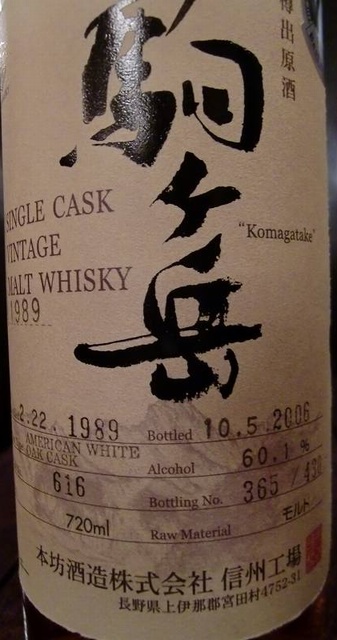 樽出原酒
駒ヶ岳
"Komagatake"
SINGLE CASK
VINTAGE
MALT WHISKY
1989
2.22.1989 Bottled 10.5.2006
AMERICAN WHITE
OAK CASK Alcohol 60.1 %
616 Bottling No. 365 / 430
720ml Raw Material モルト
本坊酒造株式会社 信州工場
長野県上伊那郡宮田村4752-31